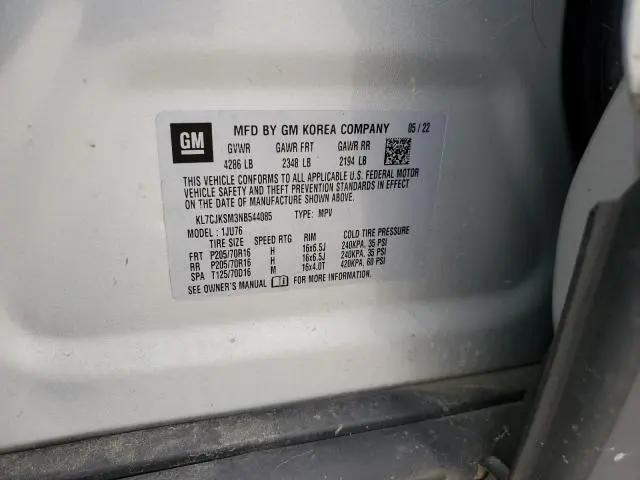 GM
MFD BY GM KOREA COMPANY 05 / 22
GVWR GAWR FRT GAWR RR
4286 LB 2348 LB 2194 LB
THIS VEHICLE CONFORMS TO ALL APPLICABLE U.S. FEDERAL MOTOR
VEHICLE SAFETY AND THEFT PREVENTION STANDARDS IN EFFECT
ON THE DATE OF MANUFACTURE SHOWN ABOVE.
KL7CJKSM3NB544085 TYPE: MPV
MODEL : 1JU76
TIRE SIZE SPEED RTG RIM COLD TIRE PRESSURE
FRT P205/70R16 H 16x6.5J 240KPA, 35 PSI
RR P205/70R16 H 16x6.5J 240KPA, 35 PSI
SPA T125/70D16 M 16x4.0T 420KPA, 60 PSI
SEE OWNER'S MANUAL FOR MORE INFORMATION.